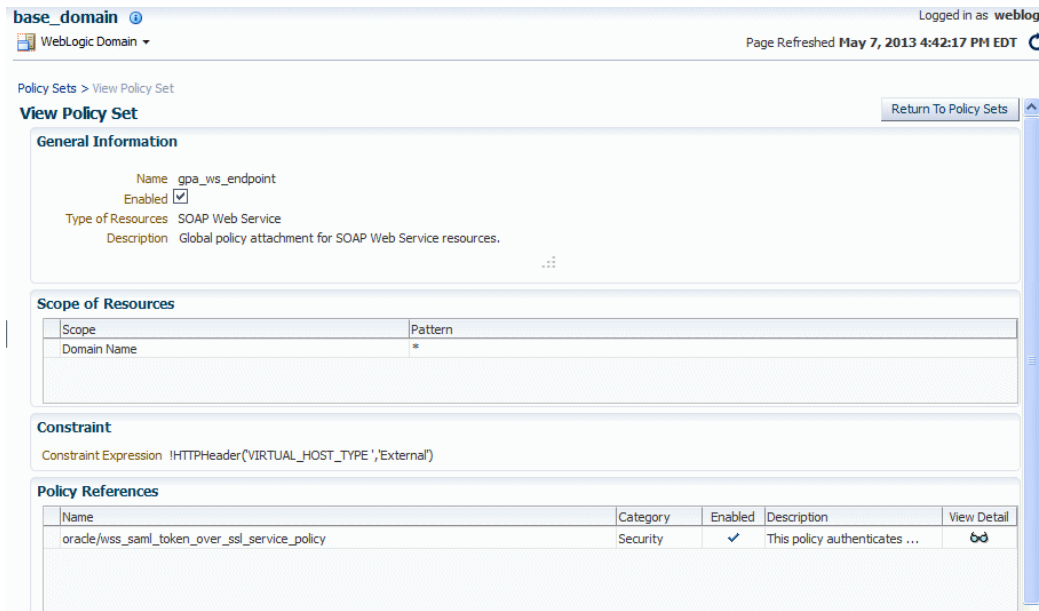 base_domain
Logged in as weblog
WebLogic Domain
Page Refreshed May 7, 2013 4:42:17 PM EDT
Policy Sets > View Policy Set
View Policy Set
Return To Policy Sets
General Information
Name gpa_ws_endpoint
Enabled
Type of Resources SOAP Web Service
Description Global policy attachment for SOAP Web Service resources.
Scope of Resources
Scope Pattern
Domain Name *
Constraint
Constraint Expression !HTTPHeader('VIRTUAL_HOST_TYPE ','External')
Policy References
Name Category Enabled Description View Detail
oracle/wss_saml_token_over_ssl_service_policy Security This policy authenticates ...